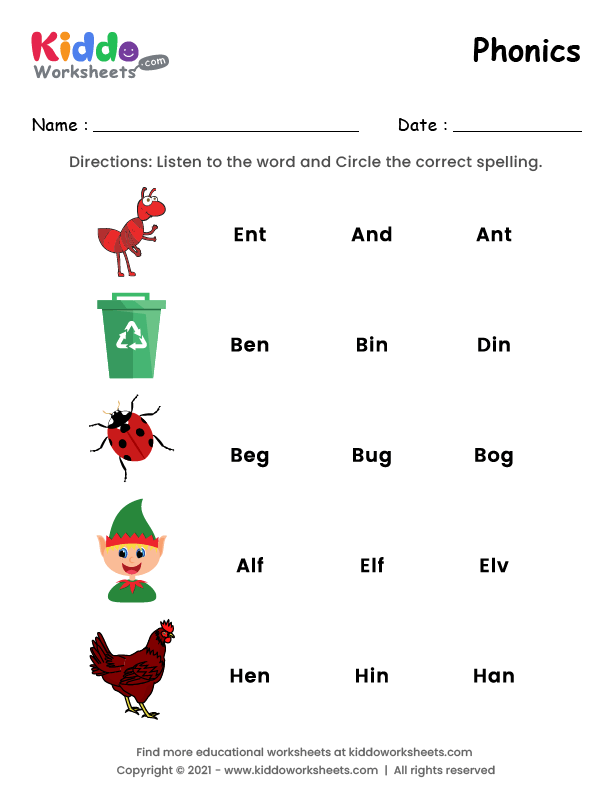 Kiddo
Worksheets.com
Phonics
Name : Date :
Directions: Listen to the word and Circle the correct spelling.
Ent And Ant
Ben Bin Din
Beg Bug Bog
Alf Elf Elv
Hen Hin Han
Find more educational worksheets at kiddoworksheets.com
Copyright © 2021 - www.kiddoworksheets.com | All rights reserved